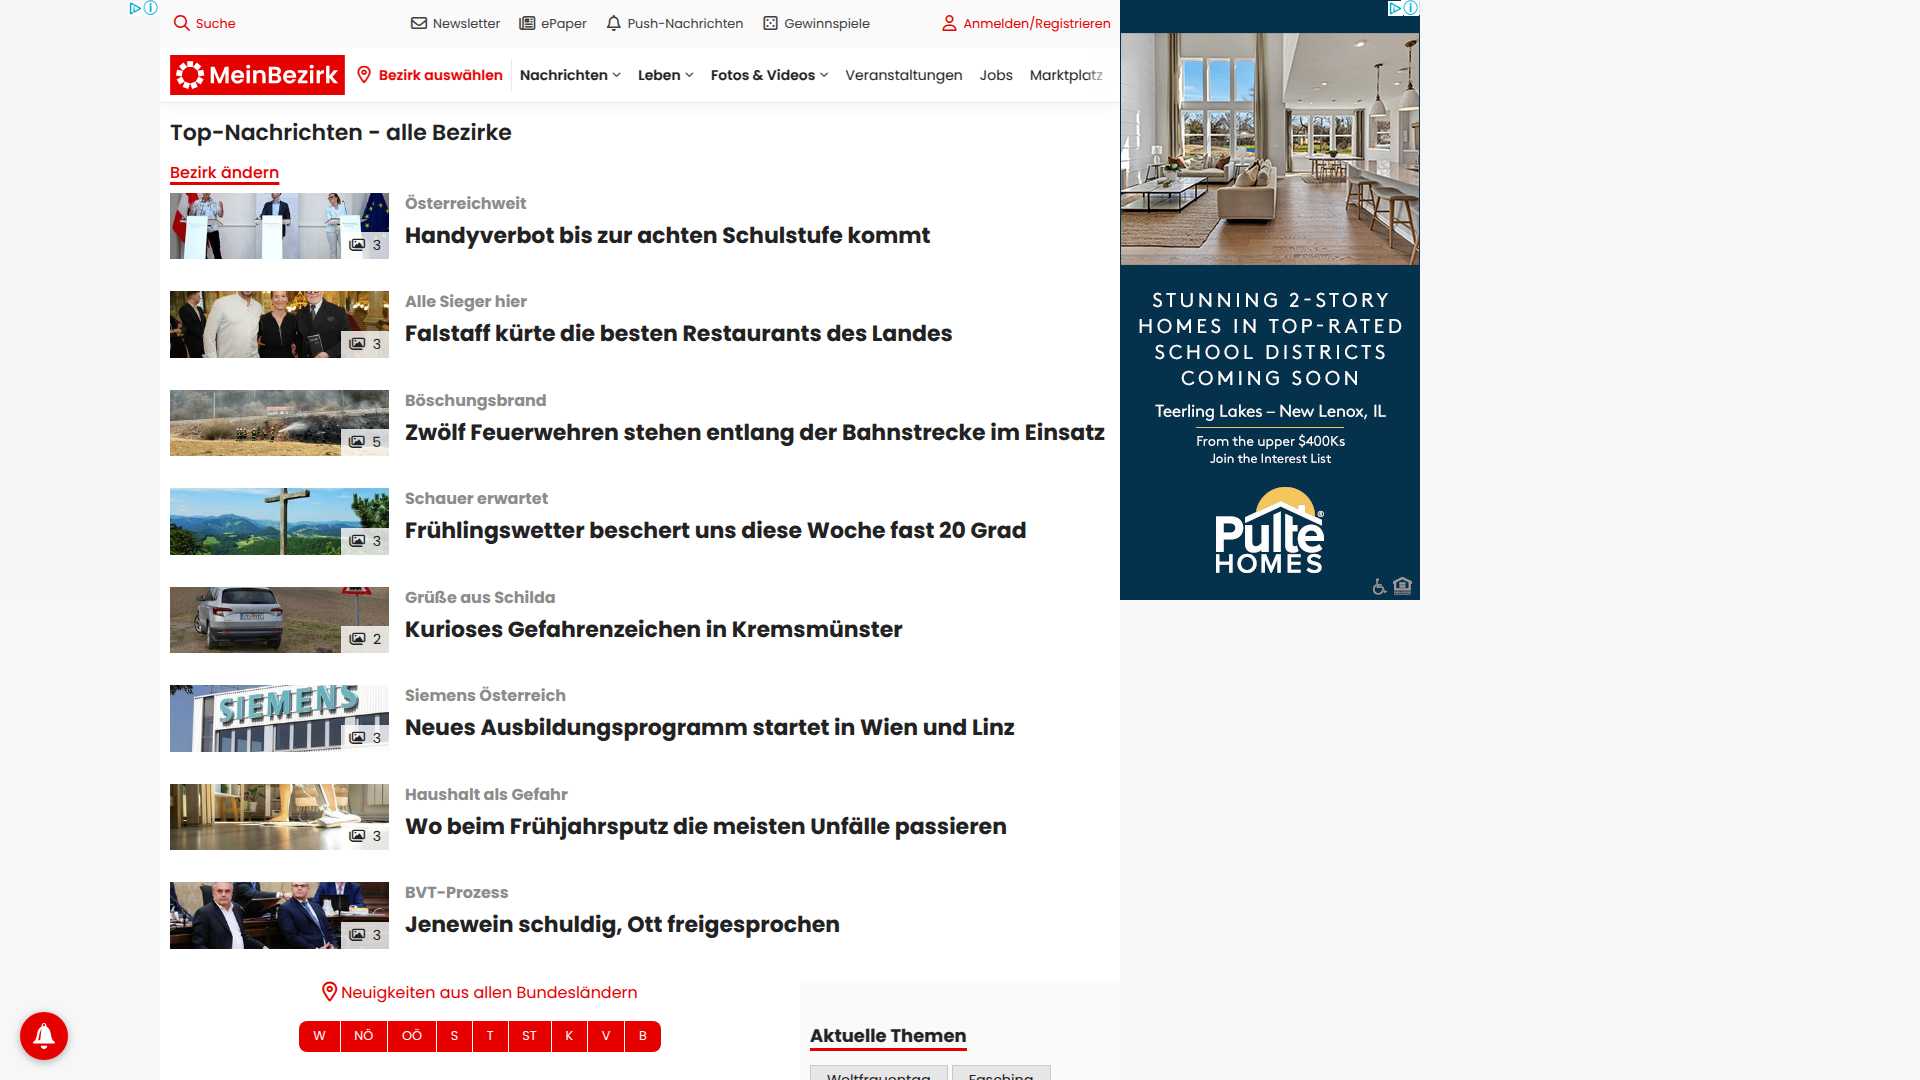 Suche
Newsletter
ePaper
Push-Nachrichten
Gewinnspiele
Anmelden/Registrieren
MeinBezirk
Bezirk auswählen
Nachrichten
Leben
Fotos & Videos
Veranstaltungen
Jobs
Marktplatz
Top-Nachrichten - alle Bezirke
Bezirk ändern
3
Österreichweit
Handyverbot bis zur achten Schulstufe kommt
3
Alle Sieger hier
Falstaff kürte die besten Restaurants des Landes
5
Böschungsbrand
Zwölf Feuerwehren stehen entlang der Bahnstrecke im Einsatz
3
Schauer erwartet
Frühlingswetter beschert uns diese Woche fast 20 Grad
2
Grüße aus Schilda
Kurioses Gefahrenzeichen in Kremsmünster
SIEMENS
3
Siemens Österreich
Neues Ausbildungsprogramm startet in Wien und Linz
3
Haushalt als Gefahr
Wo beim Frühjahrsputz die meisten Unfälle passieren
3
BVT-Prozess
Jenewein schuldig, Ott freigesprochen
Neuigkeiten aus allen Bundesländern
W NÖ OÖ S T ST K V B
Aktuelle Themen
Weltfrauentag
Fasching
STUNNING 2-STORY
HOMES IN TOP-RATED
SCHOOL DISTRICTS
COMING SOON
Teerling Lakes – New Lenox, IL
From the upper $400Ks
Join the Interest List
Pulte®
HOMES